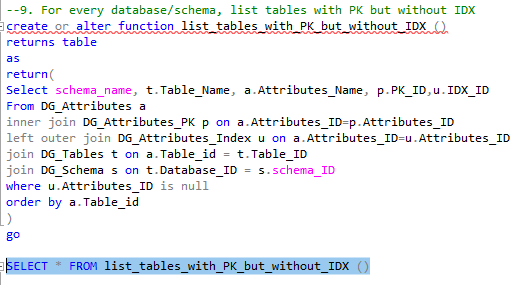 --9. For every database/schema, list tables with PK but without IDX
create or alter function list_tables_with_PK_but_without_IDX ()
returns table
as
return(
Select schema_name, t.Table_Name, a.Attributes_Name, p.PK_ID,u.IDX_ID
From DG_Attributes a
inner join DG_Attributes_PK p on a.Attributes_ID=p.Attributes_ID
left outer join DG_Attributes_Index u on a.Attributes_ID=u.Attributes_ID
join DG_Tables t on a.Table_id = t.Table_ID
join DG_Schema s on t.Database_ID = s.schema_ID
where u.Attributes_ID is null
order by a.Table_id
)
go
SELECT * FROM list_tables_with_PK_but_without_IDX ()